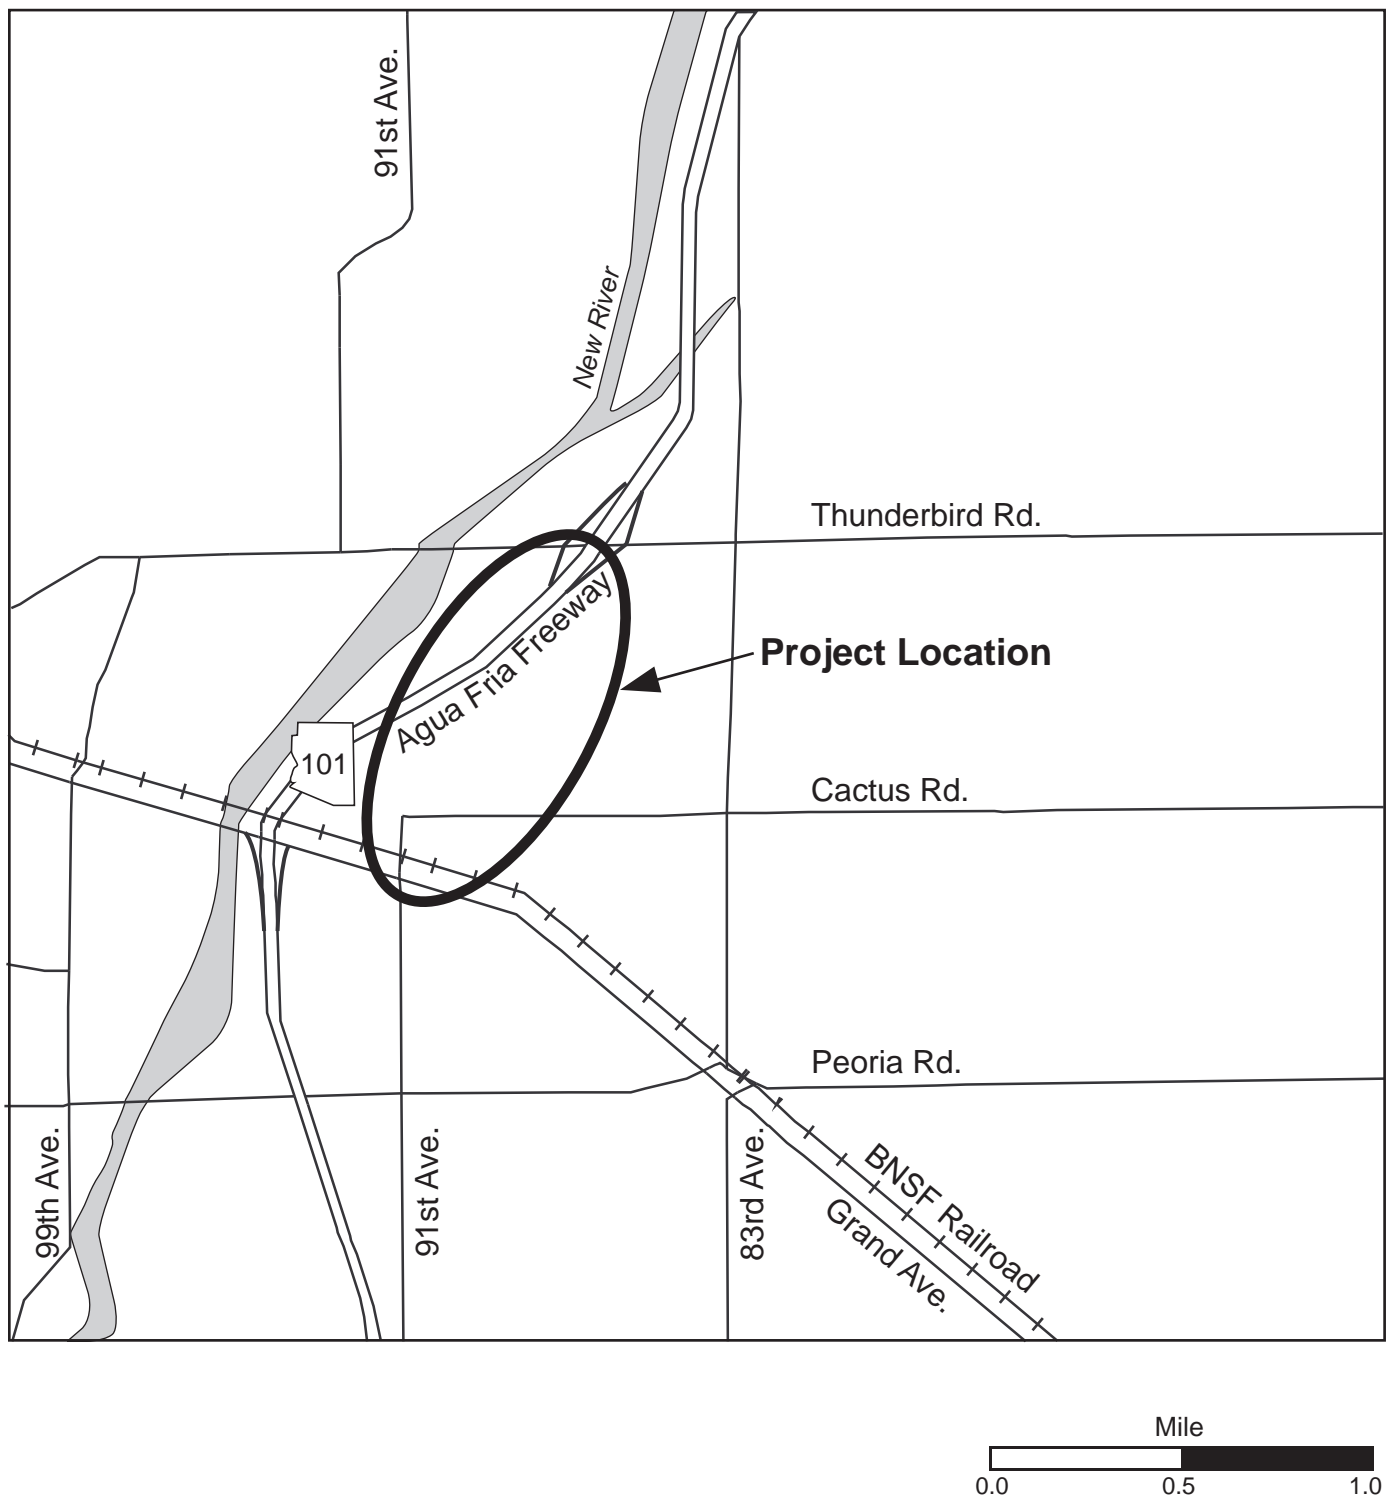 91st Ave.
New River
Thunderbird Rd.
Agua Fria Freeway
Project Location
101
Cactus Rd.
Peoria Rd.
99th Ave.
91st Ave.
83rd Ave.
BNSF Railroad
Grand Ave.
Mile
0.0 0.5 1.0